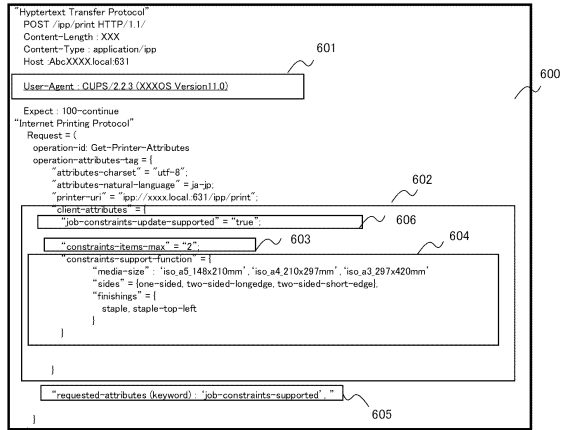 "Hyptertext Transfer Protocol"
POST /ipp/print HTTP/1.1/
Content-Length : XXX
Content-Type : application/ipp
Host :AbcXXXX.local:631
601
600
User-Agent : CUPS/2.2.3 (XXXOS Version11.0)
Expect : 100-continue
"Internet Printing Protocol"
Request = (
operation-id: Get-Printer-Attributes
operation-attributes-tag = {
"attributes-charset" = "utf-8";
"attributes-natural-language" = ja-jp;
"printer-uri" = "ipp://xxxx.local.:631/ipp/print";
602
"client-attributes" = {
"job-constraints-update-supported" = "true";
606
"constraints-items-max" = "2";
603
604
"constraints-support-function" = {
"media-size" : 'iso_a5_148x210mm', 'iso_a4_210x297mm', 'iso_a3_297x420mm'
"sides" = {one-sided, two-sided-longedge, two-sided-short-edge},
"finishings" = {
staple, staple-top-left
}
}
}
"requested-attributes (keyword) : 'job-constraints-supported', "
605
}